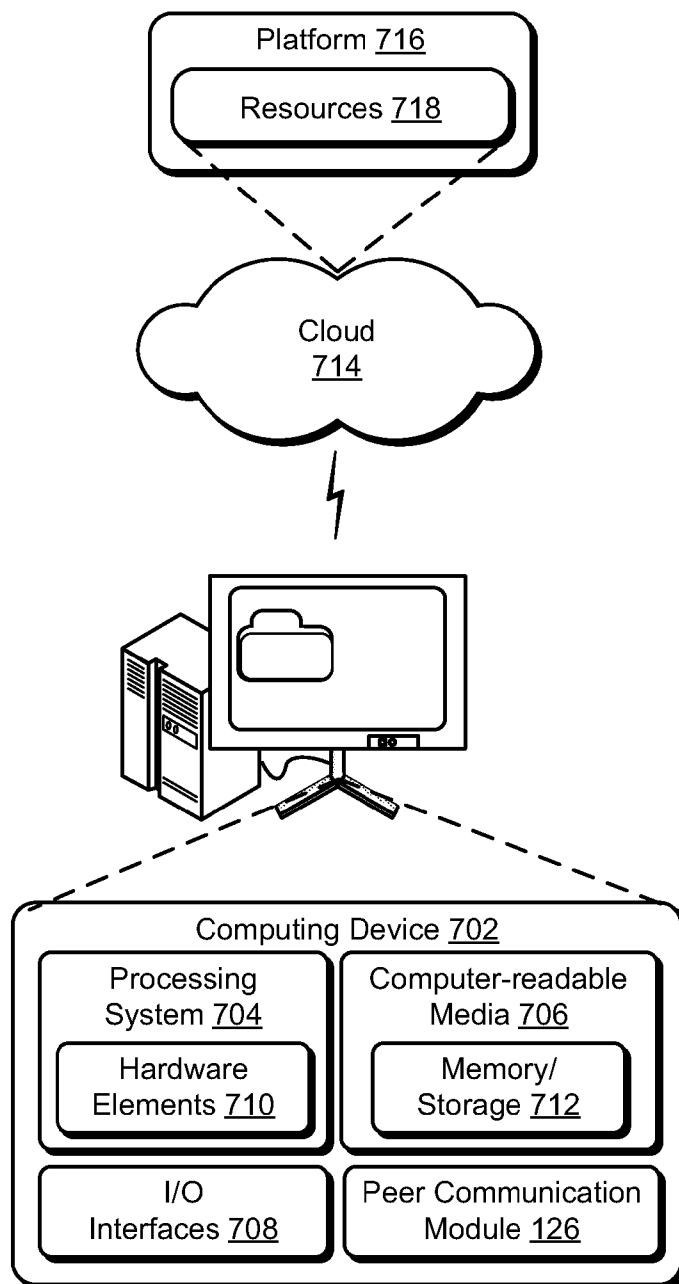 Platform 716
Resources 718
Cloud
714
Computing Device 702
Processing
System 704
Hardware
Elements 710
Computer-readable
Media 706
Memory/
Storage 712
I/O
Interfaces 708
Peer Communication
Module 126